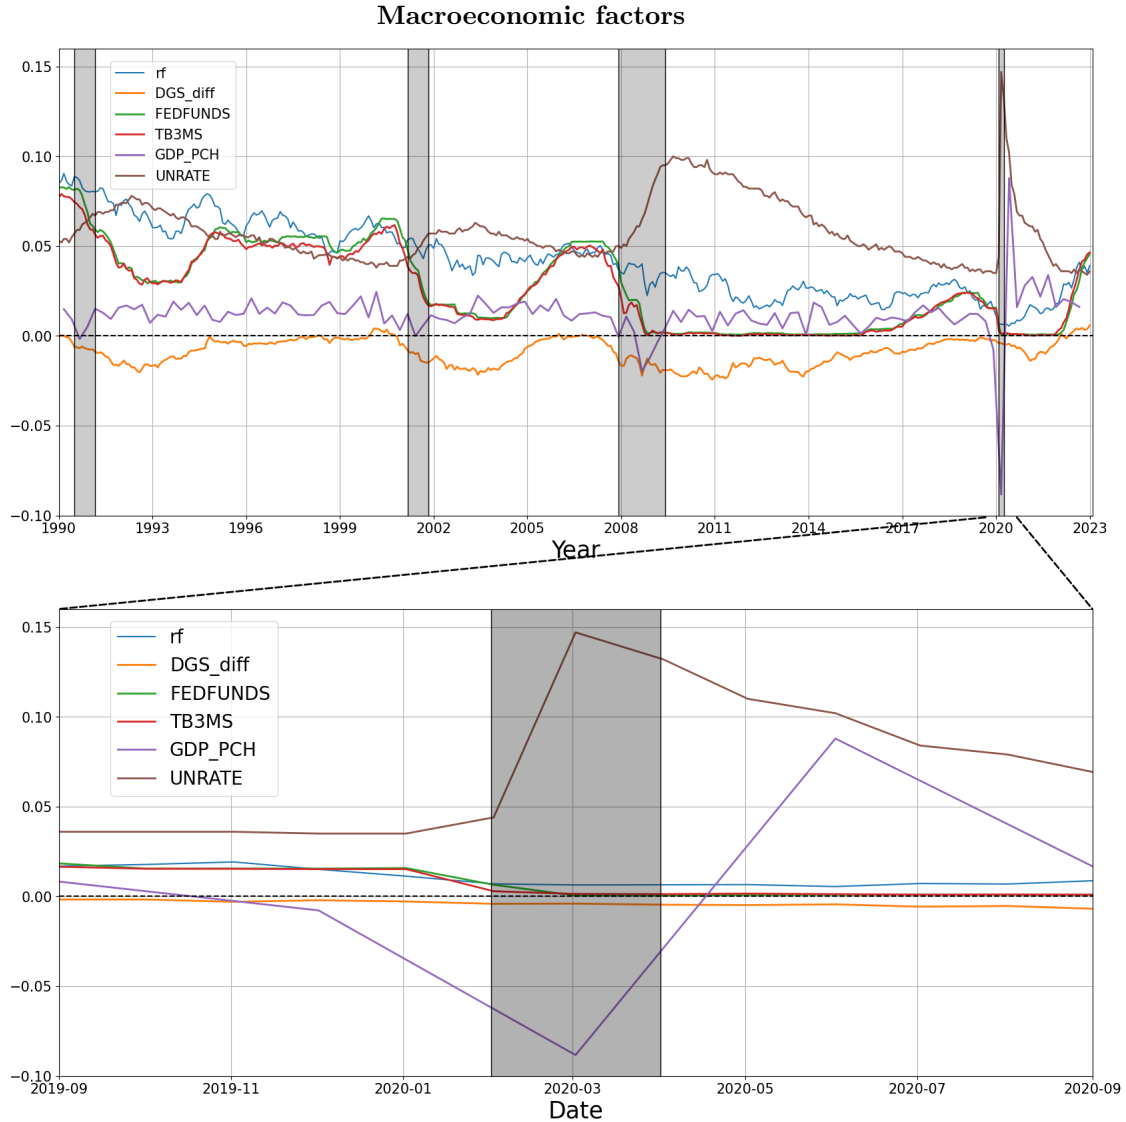 Macroeconomic factors
0.15
0.10
0.05
0.00
−0.05
−0.10
rf
DGS_diff
FEDFUNDS
TB3MS
GDP_PCH
UNRATE
1990 1993 1996 1999 2002 2005 2008 2011 2014 2017 2020 2023
Year
0.15
0.10
0.05
0.00
−0.05
−0.10
rf
DGS_diff
FEDFUNDS
TB3MS
GDP_PCH
UNRATE
2019-09 2019-11 2020-01 2020-03 2020-05 2020-07 2020-09
Date